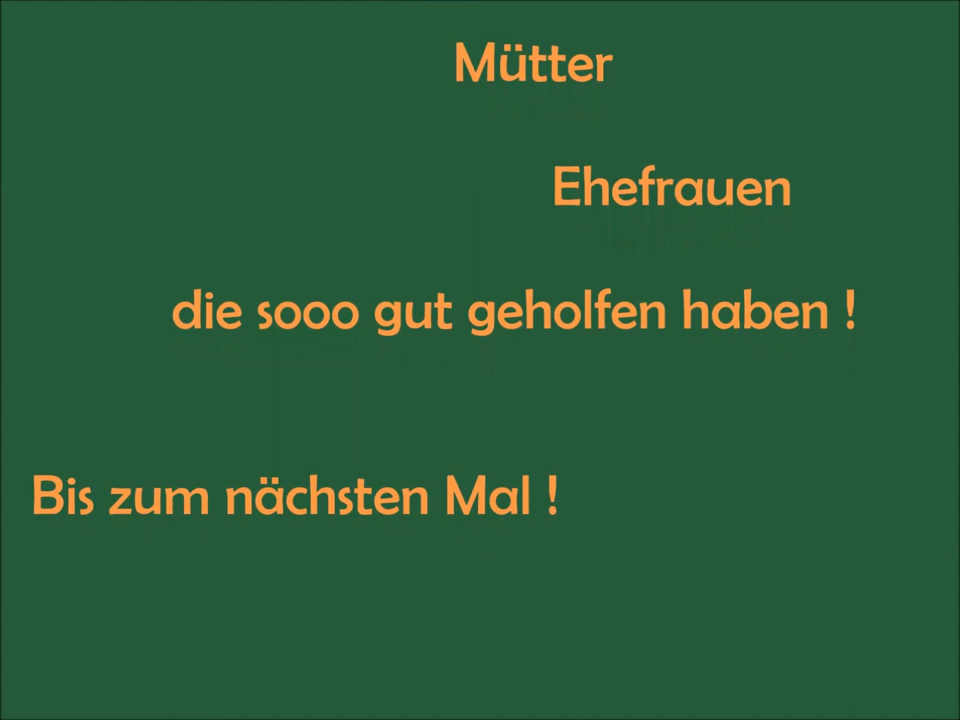 Mütter
Ehefrauen
die sooo gut geholfen haben !
Bis zum nächsten Mal !